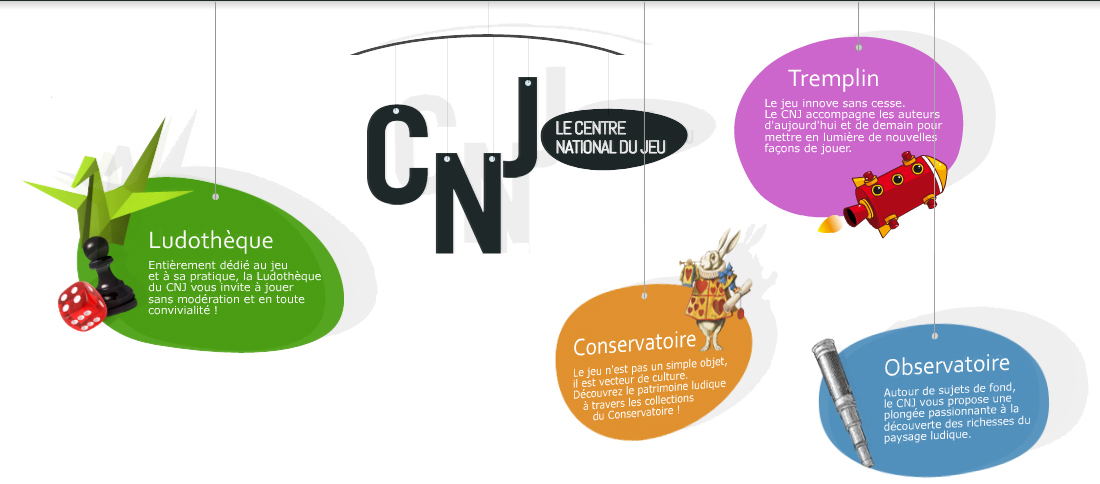 CNJ
LE CENTRE
NATIONAL DU JEU
Tremplin
Le jeu innove sans cesse.
Le CNJ accompagne les auteurs
d'aujourd'hui et de demain pour
mettre en lumière de nouvelles
façons de jouer.
Ludothèque
Entièrement dédié au jeu
et à sa pratique, la Ludothèque
du CNJ vous invite à jouer
sans modération et en toute
convivialité !
Conservatoire
Le jeu n'est pas un simple objet,
il est vecteur de culture.
Découvrez le patrimoine ludique
à travers les collections
du Conservatoire !
Observatoire
Autour de sujets de fond,
le CNJ vous propose une
plongée passionnante à la
découverte des richesses du
paysage ludique.